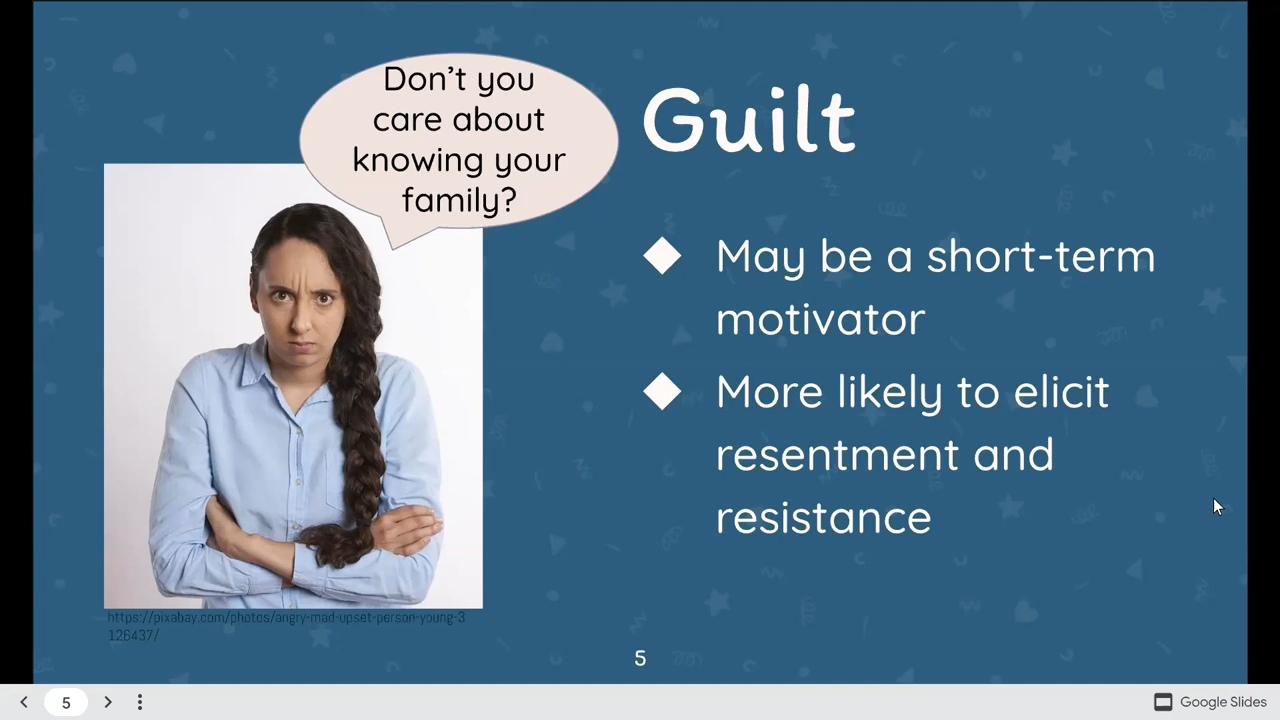 Don’t you
care about
knowing your
family?
Guilt
May be a short-term
motivator
More likely to elicit
resentment and
resistance
https://pixabay.com/photos/angry-mad-upset-person-young-3
126437/
5
5
Google Slides